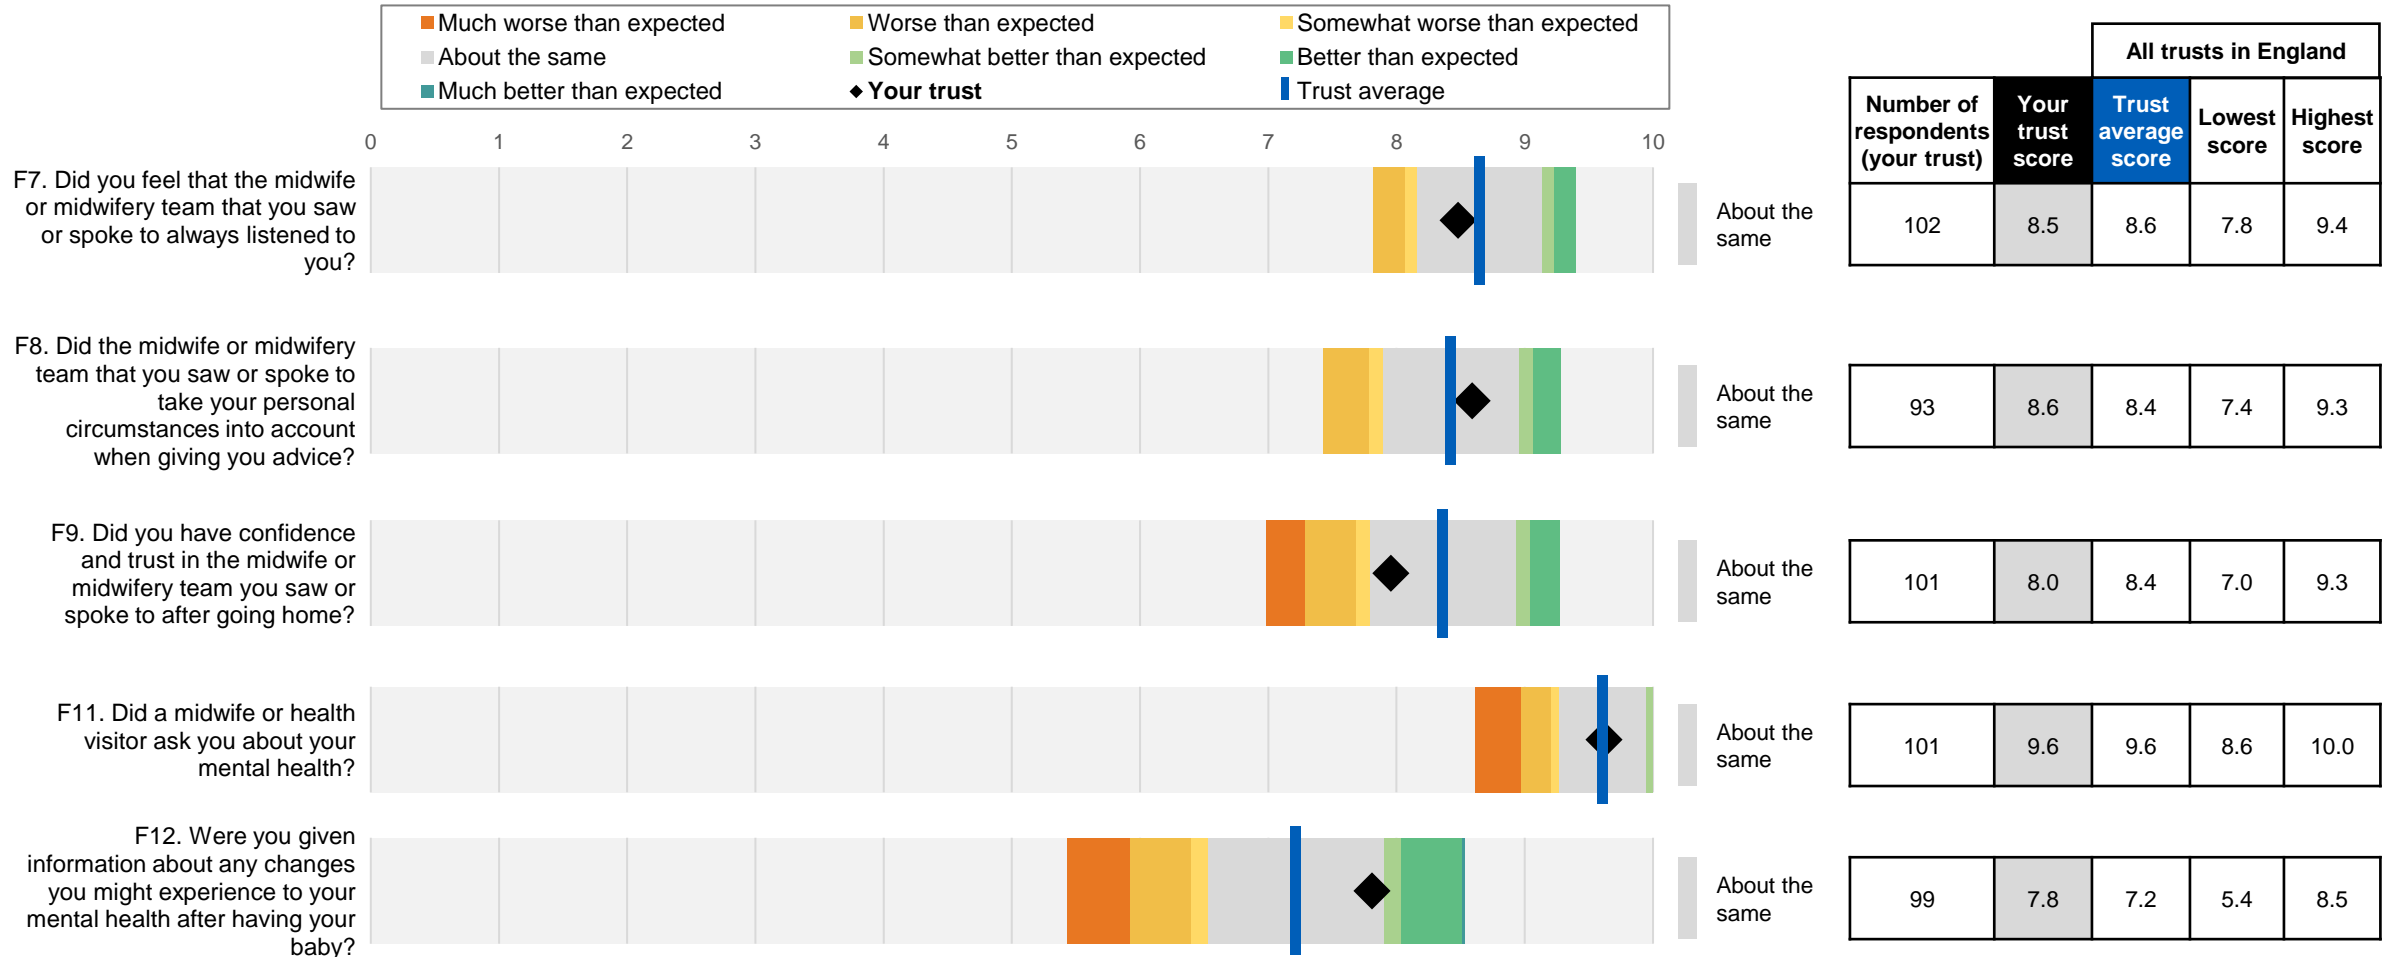 Much worse than expected
Worse than expected
Somewhat worse than expected
About the same
Somewhat better than expected
Better than expected
Much better than expected
Your trust
Trust average
All trusts in England
Number of
respondents
(your trust)
Your
trust
score
Trust
average
score
Lowest
score
Highest
score
0 1 2 3 4 5 6 7 8 9 10
F7. Did you feel that the midwife
or midwifery team that you saw
or spoke to always listened to
you?
About the
same
102 8.5 8.6 7.8 9.4
F8. Did the midwife or midwifery
team that you saw or spoke to
take your personal
circumstances into account
when giving you advice?
About the
same
93 8.6 8.4 7.4 9.3
F9. Did you have confidence
and trust in the midwife or
midwifery team you saw or
spoke to after going home?
About the
same
101 8.0 8.4 7.0 9.3
F11. Did a midwife or health
visitor ask you about your
mental health?
About the
same
101 9.6 9.6 8.6 10.0
F12. Were you given
information about any changes
you might experience to your
mental health after having your
baby?
About the
same
99 7.8 7.2 5.4 8.5